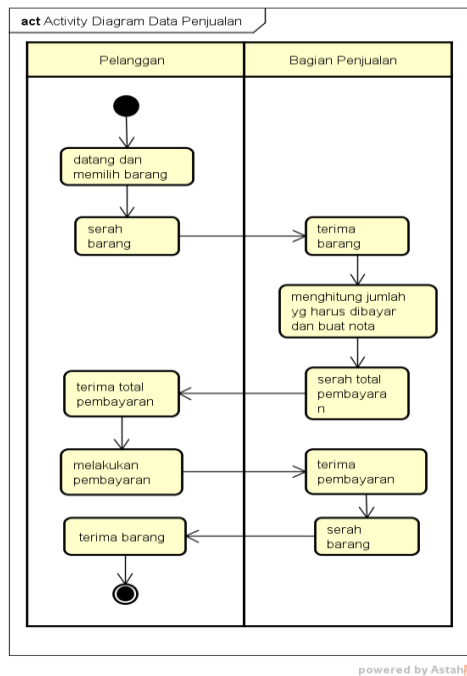 act Activity Diagram Data Penjualan
Pelanggan
Bagian Penjualan
datang dan
memilih barang
serah
barang
terima
barang
menghitung jumlah
yg harus dibayar
dan buat nota
serah total
pembayara
n
terima total
pembayaran
melakukan
pembayaran
terima
pembayaran
serah
barang
terima barang
powered by Astah